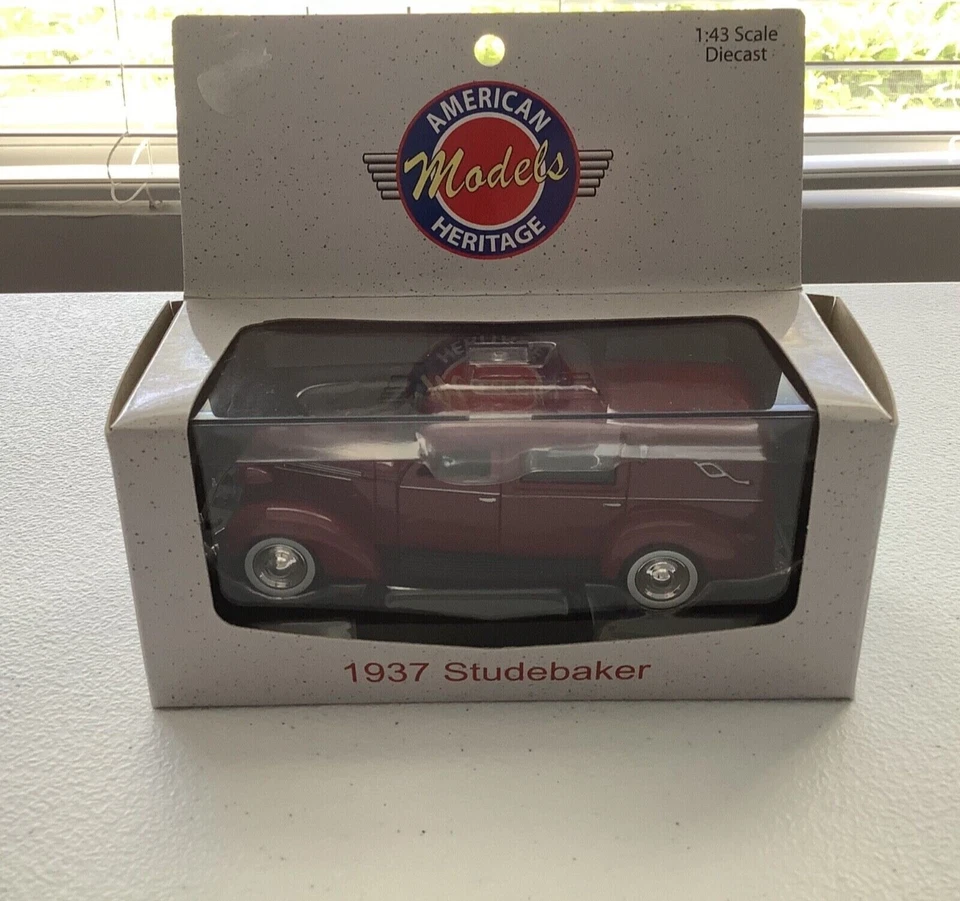 1:43 Scale
Diecast
AMERICAN
Models
HERITAGE
1937 Studebaker